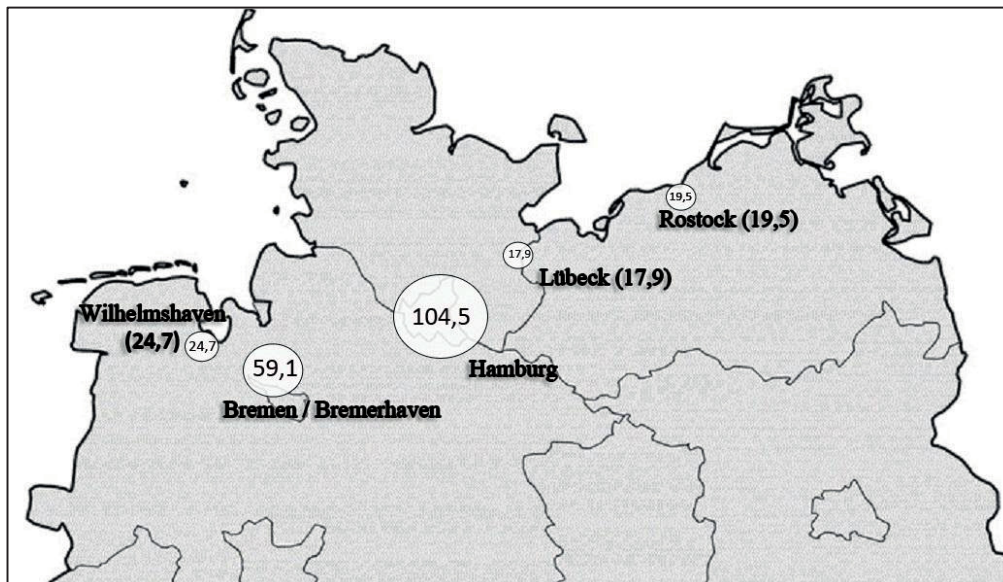 19,5
Rostock (19,5)
17,9
Lübeck (17,9)
Wilhelmshaven
(24,7)
24,7
104,5
59,1
Hamburg
Bremen / Bremerhaven